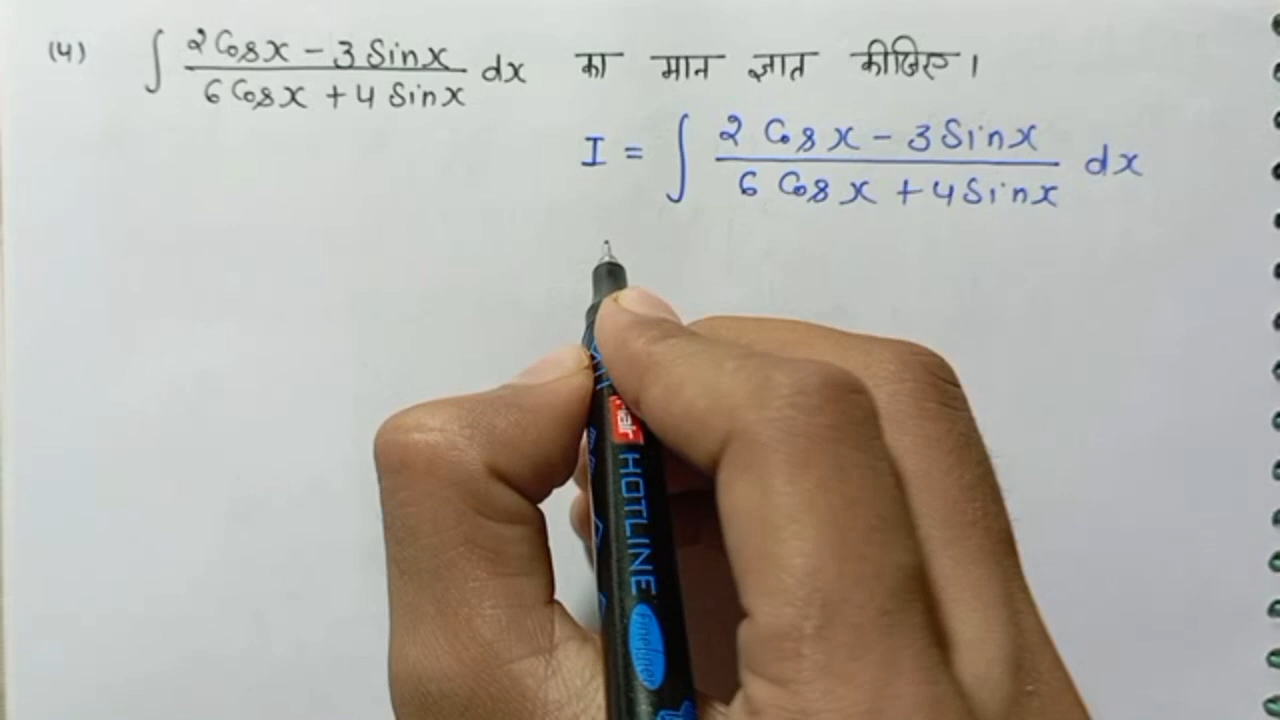 (4) ∫ (2 Cos x - 3 Sin x)/(6 Cos x + 4 Sin x) dx का मान ज्ञात कीजिए।
I = ∫ (2 Cos x - 3 Sin x)/(6 Cos x + 4 Sin x) dx
HOTLINE
fineliner